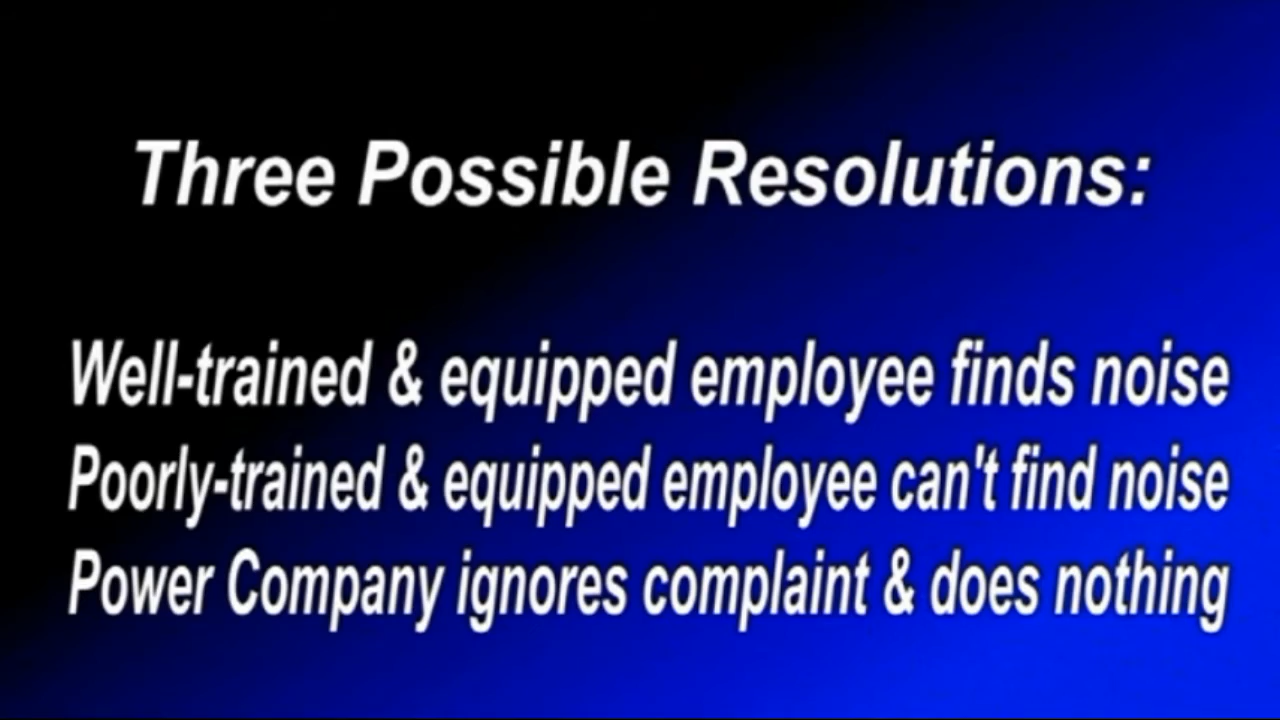 Three Possible Resolutions:
Well-trained & equipped employee finds noise
Poorly-trained & equipped employee can't find noise
Power Company ignores complaint & does nothing